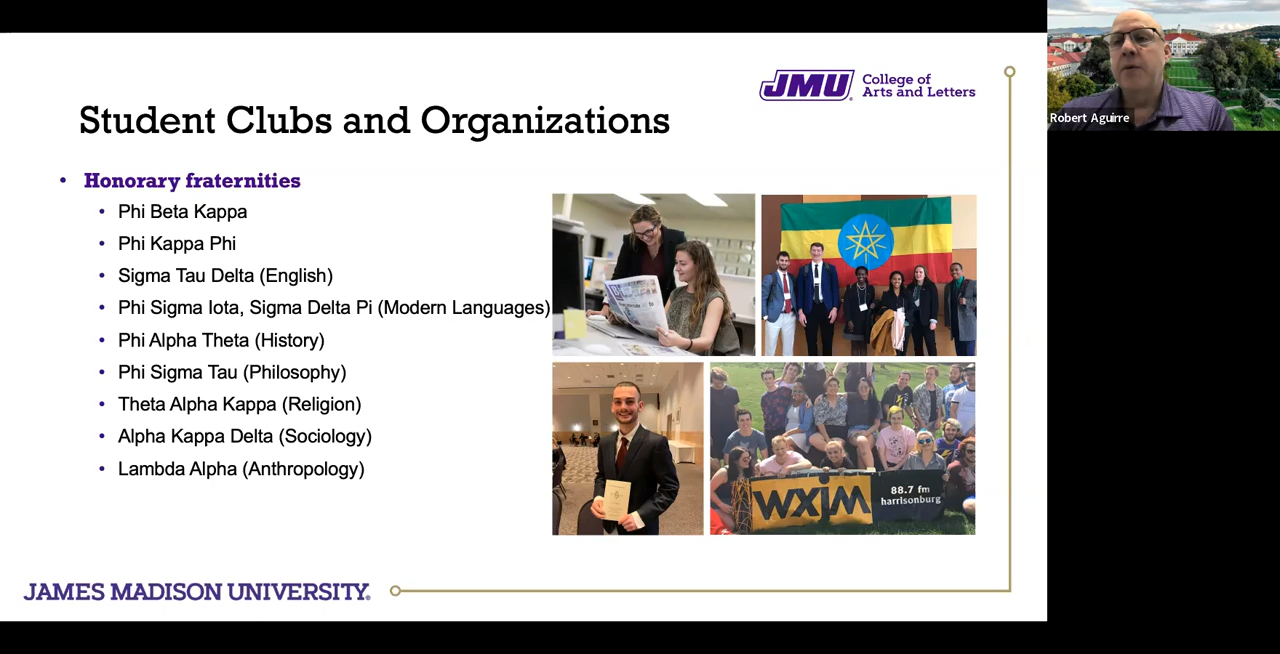 JMU College of
Arts and Letters
Robert Aguirre
Student Clubs and Organizations
• Honorary fraternities
• Phi Beta Kappa
• Phi Kappa Phi
• Sigma Tau Delta (English)
• Phi Sigma Iota, Sigma Delta Pi (Modern Languages)
• Phi Alpha Theta (History)
• Phi Sigma Tau (Philosophy)
• Theta Alpha Kappa (Religion)
• Alpha Kappa Delta (Sociology)
• Lambda Alpha (Anthropology)
WXJM
88.7 fm
harrisonburg
JAMES MADISON UNIVERSITY®